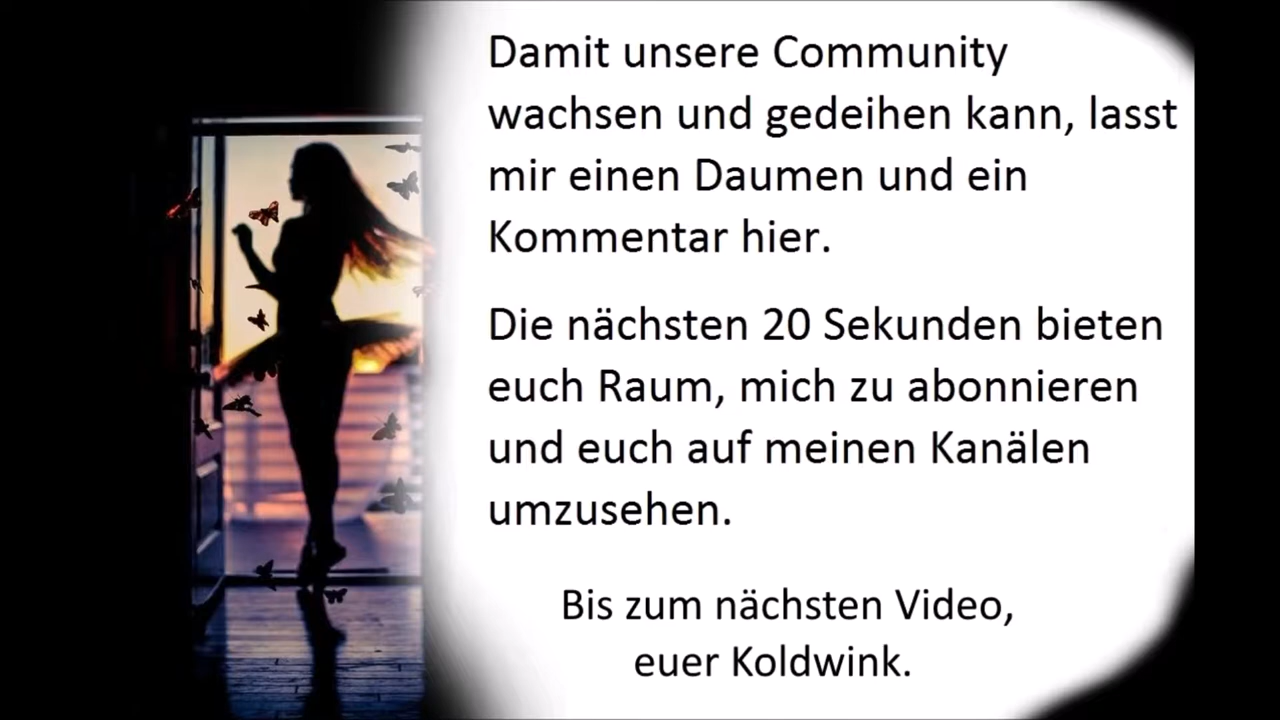 Damit unsere Community
wachsen und gedeihen kann, lasst
mir einen Daumen und ein
Kommentar hier.
Die nächsten 20 Sekunden bieten
euch Raum, mich zu abonnieren
und euch auf meinen Kanälen
umzusehen.
Bis zum nächsten Video,
euer Koldwink.